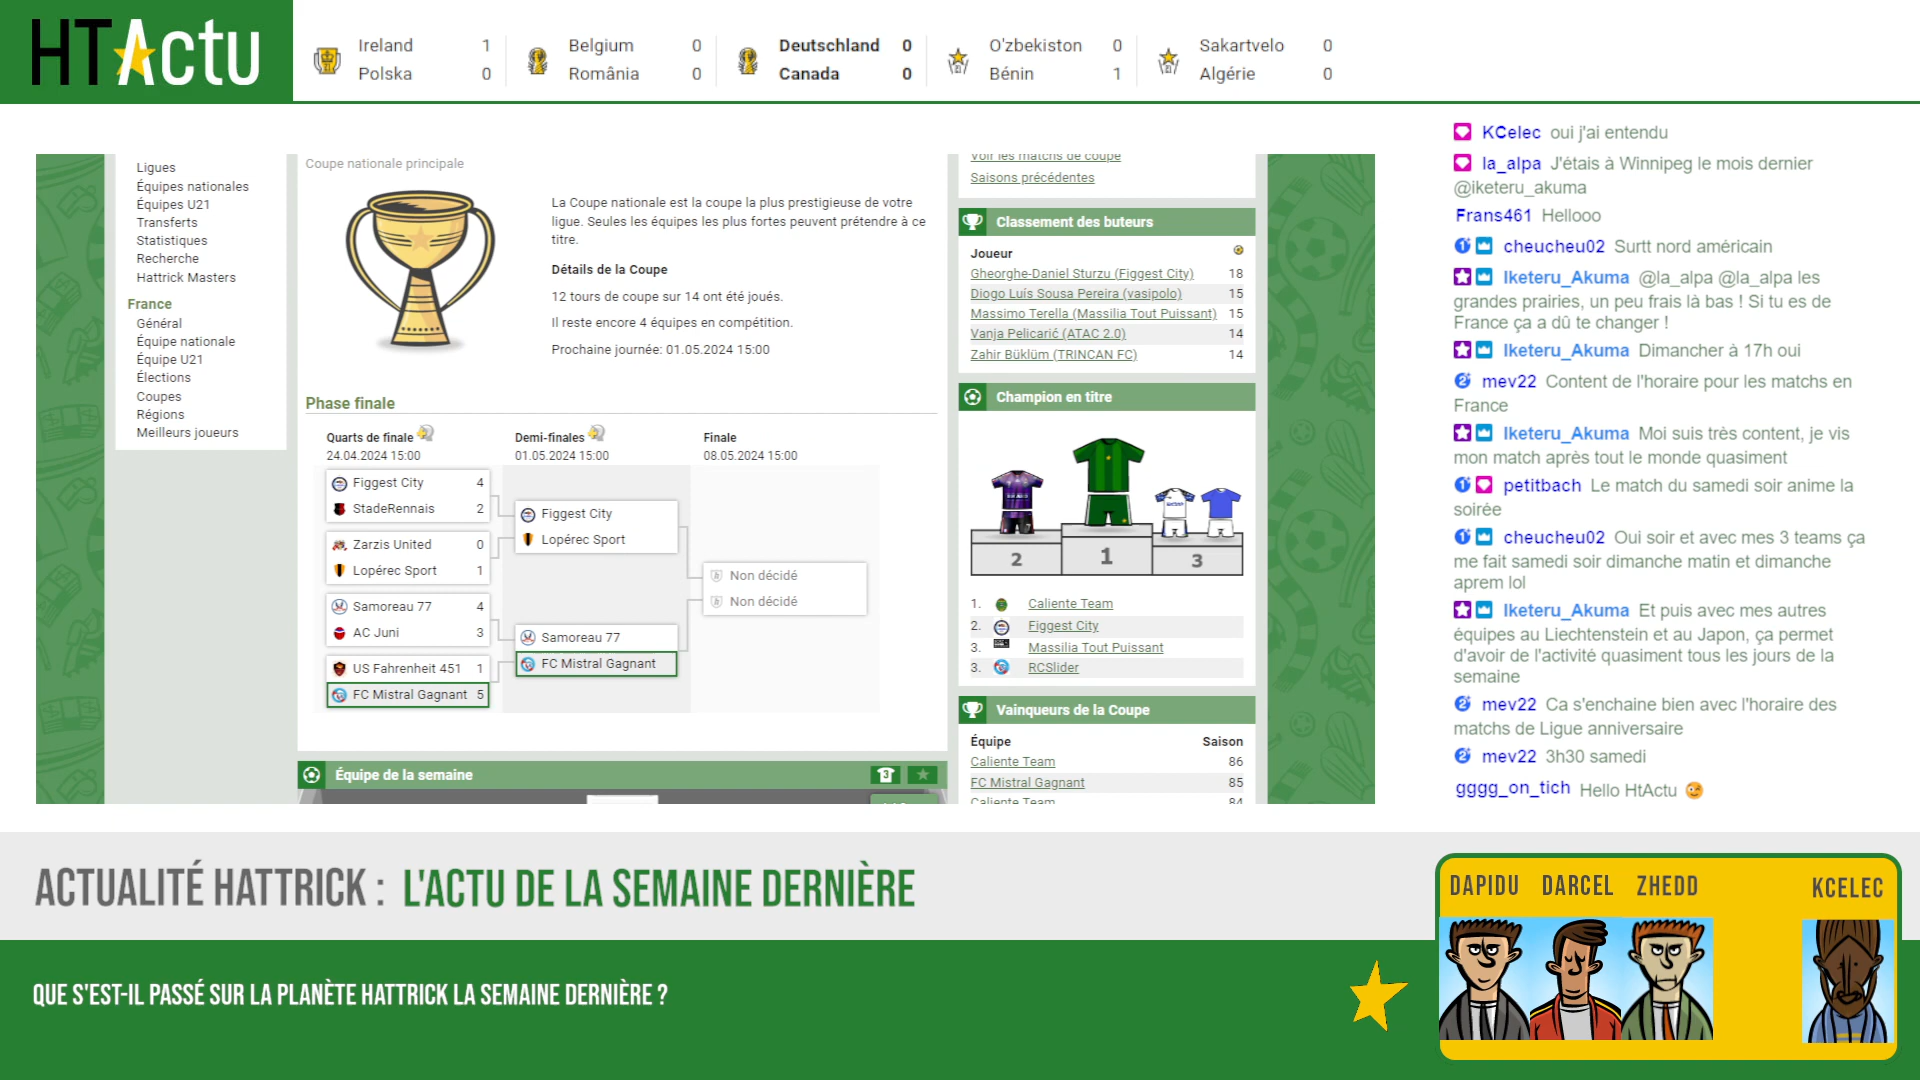 HTActu
Ireland 1
Polska 0
Belgium 0
România 0
Deutschland 0
Canada 0
O'zbekiston 0
Bénin 1
Sakartvelo 0
Algérie 0
Ligues
Équipes nationales
Équipes U21
Transferts
Statistiques
Recherche
Hattrick Masters
France
Général
Équipe nationale
Équipe U21
Élections
Coupes
Régions
Meilleurs joueurs
Coupe nationale principale
La Coupe nationale est la coupe la plus prestigieuse de votre
ligue. Seules les équipes les plus fortes peuvent prétendre à ce
titre.
Détails de la Coupe
12 tours de coupe sur 14 ont été joués.
Il reste encore 4 équipes en compétition.
Prochaine journée: 01.05.2024 15:00
Phase finale
Quarts de finale
24.04.2024 15:00
Figgest City 4
StadeRennais 2
Zarzis United 0
Lopérec Sport 1
Samoreau 77 4
AC Juni 3
US Fahrenheit 451 1
FC Mistral Gagnant 5
Demi-finales
01.05.2024 15:00
Figgest City
Lopérec Sport
Samoreau 77
FC Mistral Gagnant
Finale
08.05.2024 15:00
Non décidé
Non décidé
Équipe de la semaine
3
Voir les matchs de coupe
Saisons précédentes
Classement des buteurs
Joueur
Gheorghe-Daniel Sturzu (Figgest City) 18
Diogo Luís Sousa Pereira (vasipolo) 15
Massimo Terella (Massilia Tout Puissant) 15
Vanja Pelicarić (ATAC 2.0) 14
Zahir Büklüm (TRINCAN FC) 14
Champion en titre
2 1 3
1. Caliente Team
2. Figgest City
3. Massilia Tout Puissant
3. RCSlider
Vainqueurs de la Coupe
Équipe Saison
Caliente Team 86
FC Mistral Gagnant 85
Caliente Team 84
KCelec oui j'ai entendu
la_alpa J'étais à Winnipeg le mois dernier
@iketeru_akuma
Frans461 Hellooo
cheucheu02 Surtt nord américain
Iketeru_Akuma @la_alpa @la_alpa les
grandes prairies, un peu frais là bas ! Si tu es de
France ça a dû te changer !
Iketeru_Akuma Dimancher à 17h oui
mev22 Content de l'horaire pour les matchs en
France
Iketeru_Akuma Moi suis très content, je vis
mon match après tout le monde quasiment
petitbach Le match du samedi soir anime la
soirée
cheucheu02 Oui soir et avec mes 3 teams ça
me fait samedi soir dimanche matin et dimanche
aprem lol
Iketeru_Akuma Et puis avec mes autres
équipes au Liechtenstein et au Japon, ça permet
d'avoir de l'activité quasiment tous les jours de la
semaine
mev22 Ca s'enchaine bien avec l'horaire des
matchs de Ligue anniversaire
mev22 3h30 samedi
gggg_on_tich Hello HtActu
ACTUALITÉ HATTRICK : L'ACTU DE LA SEMAINE DERNIÈRE
QUE S'EST-IL PASSÉ SUR LA PLANÈTE HATTRICK LA SEMAINE DERNIÈRE ?
DAPIDU DARCEL ZHEDD KCELEC